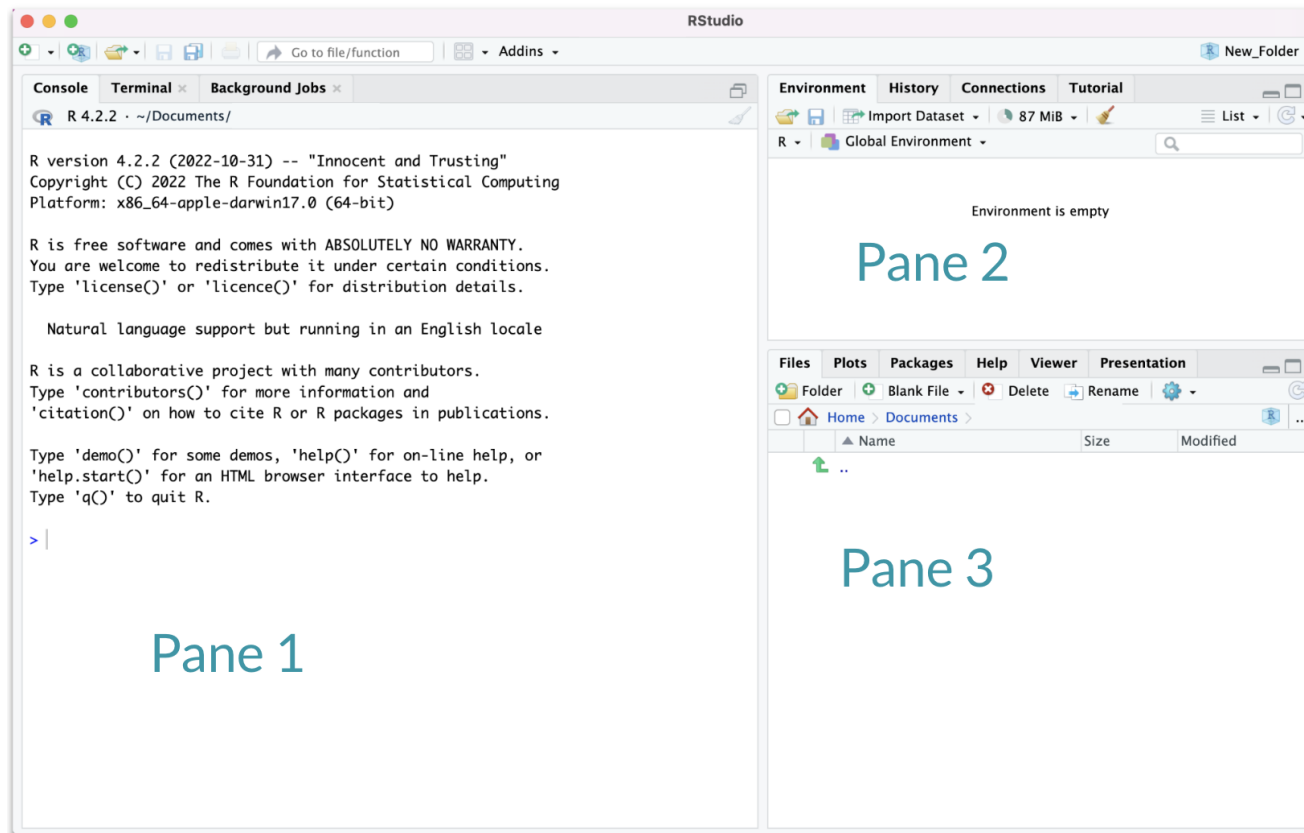 RStudio
Go to file/function Addins New_Folder
Console Terminal Background Jobs
R 4.2.2 · ~/Documents/
R version 4.2.2 (2022-10-31) -- "Innocent and Trusting"
Copyright (C) 2022 The R Foundation for Statistical Computing
Platform: x86_64-apple-darwin17.0 (64-bit)
R is free software and comes with ABSOLUTELY NO WARRANTY.
You are welcome to redistribute it under certain conditions.
Type 'license()' or 'licence()' for distribution details.
Natural language support but running in an English locale
R is a collaborative project with many contributors.
Type 'contributors()' for more information and
'citation()' on how to cite R or R packages in publications.
Type 'demo()' for some demos, 'help()' for on-line help, or
'help.start()' for an HTML browser interface to help.
Type 'q()' to quit R.
>
Pane 1
Environment History Connections Tutorial
Import Dataset 87 MiB List
R Global Environment
Environment is empty
Pane 2
Files Plots Packages Help Viewer Presentation
Folder Blank File Delete Rename
Home > Documents >
Name Size Modified
..
Pane 3